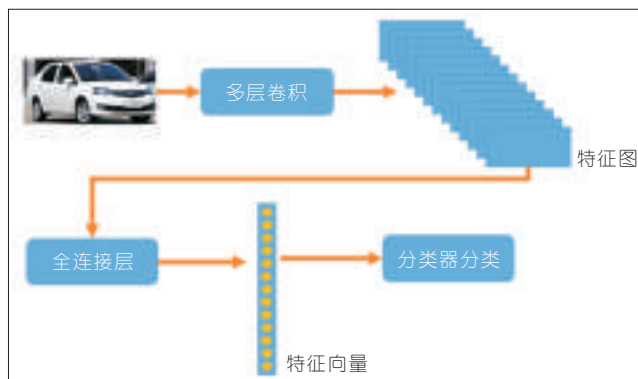 多层卷积
特征图
全连接层
分类器分类
特征向量